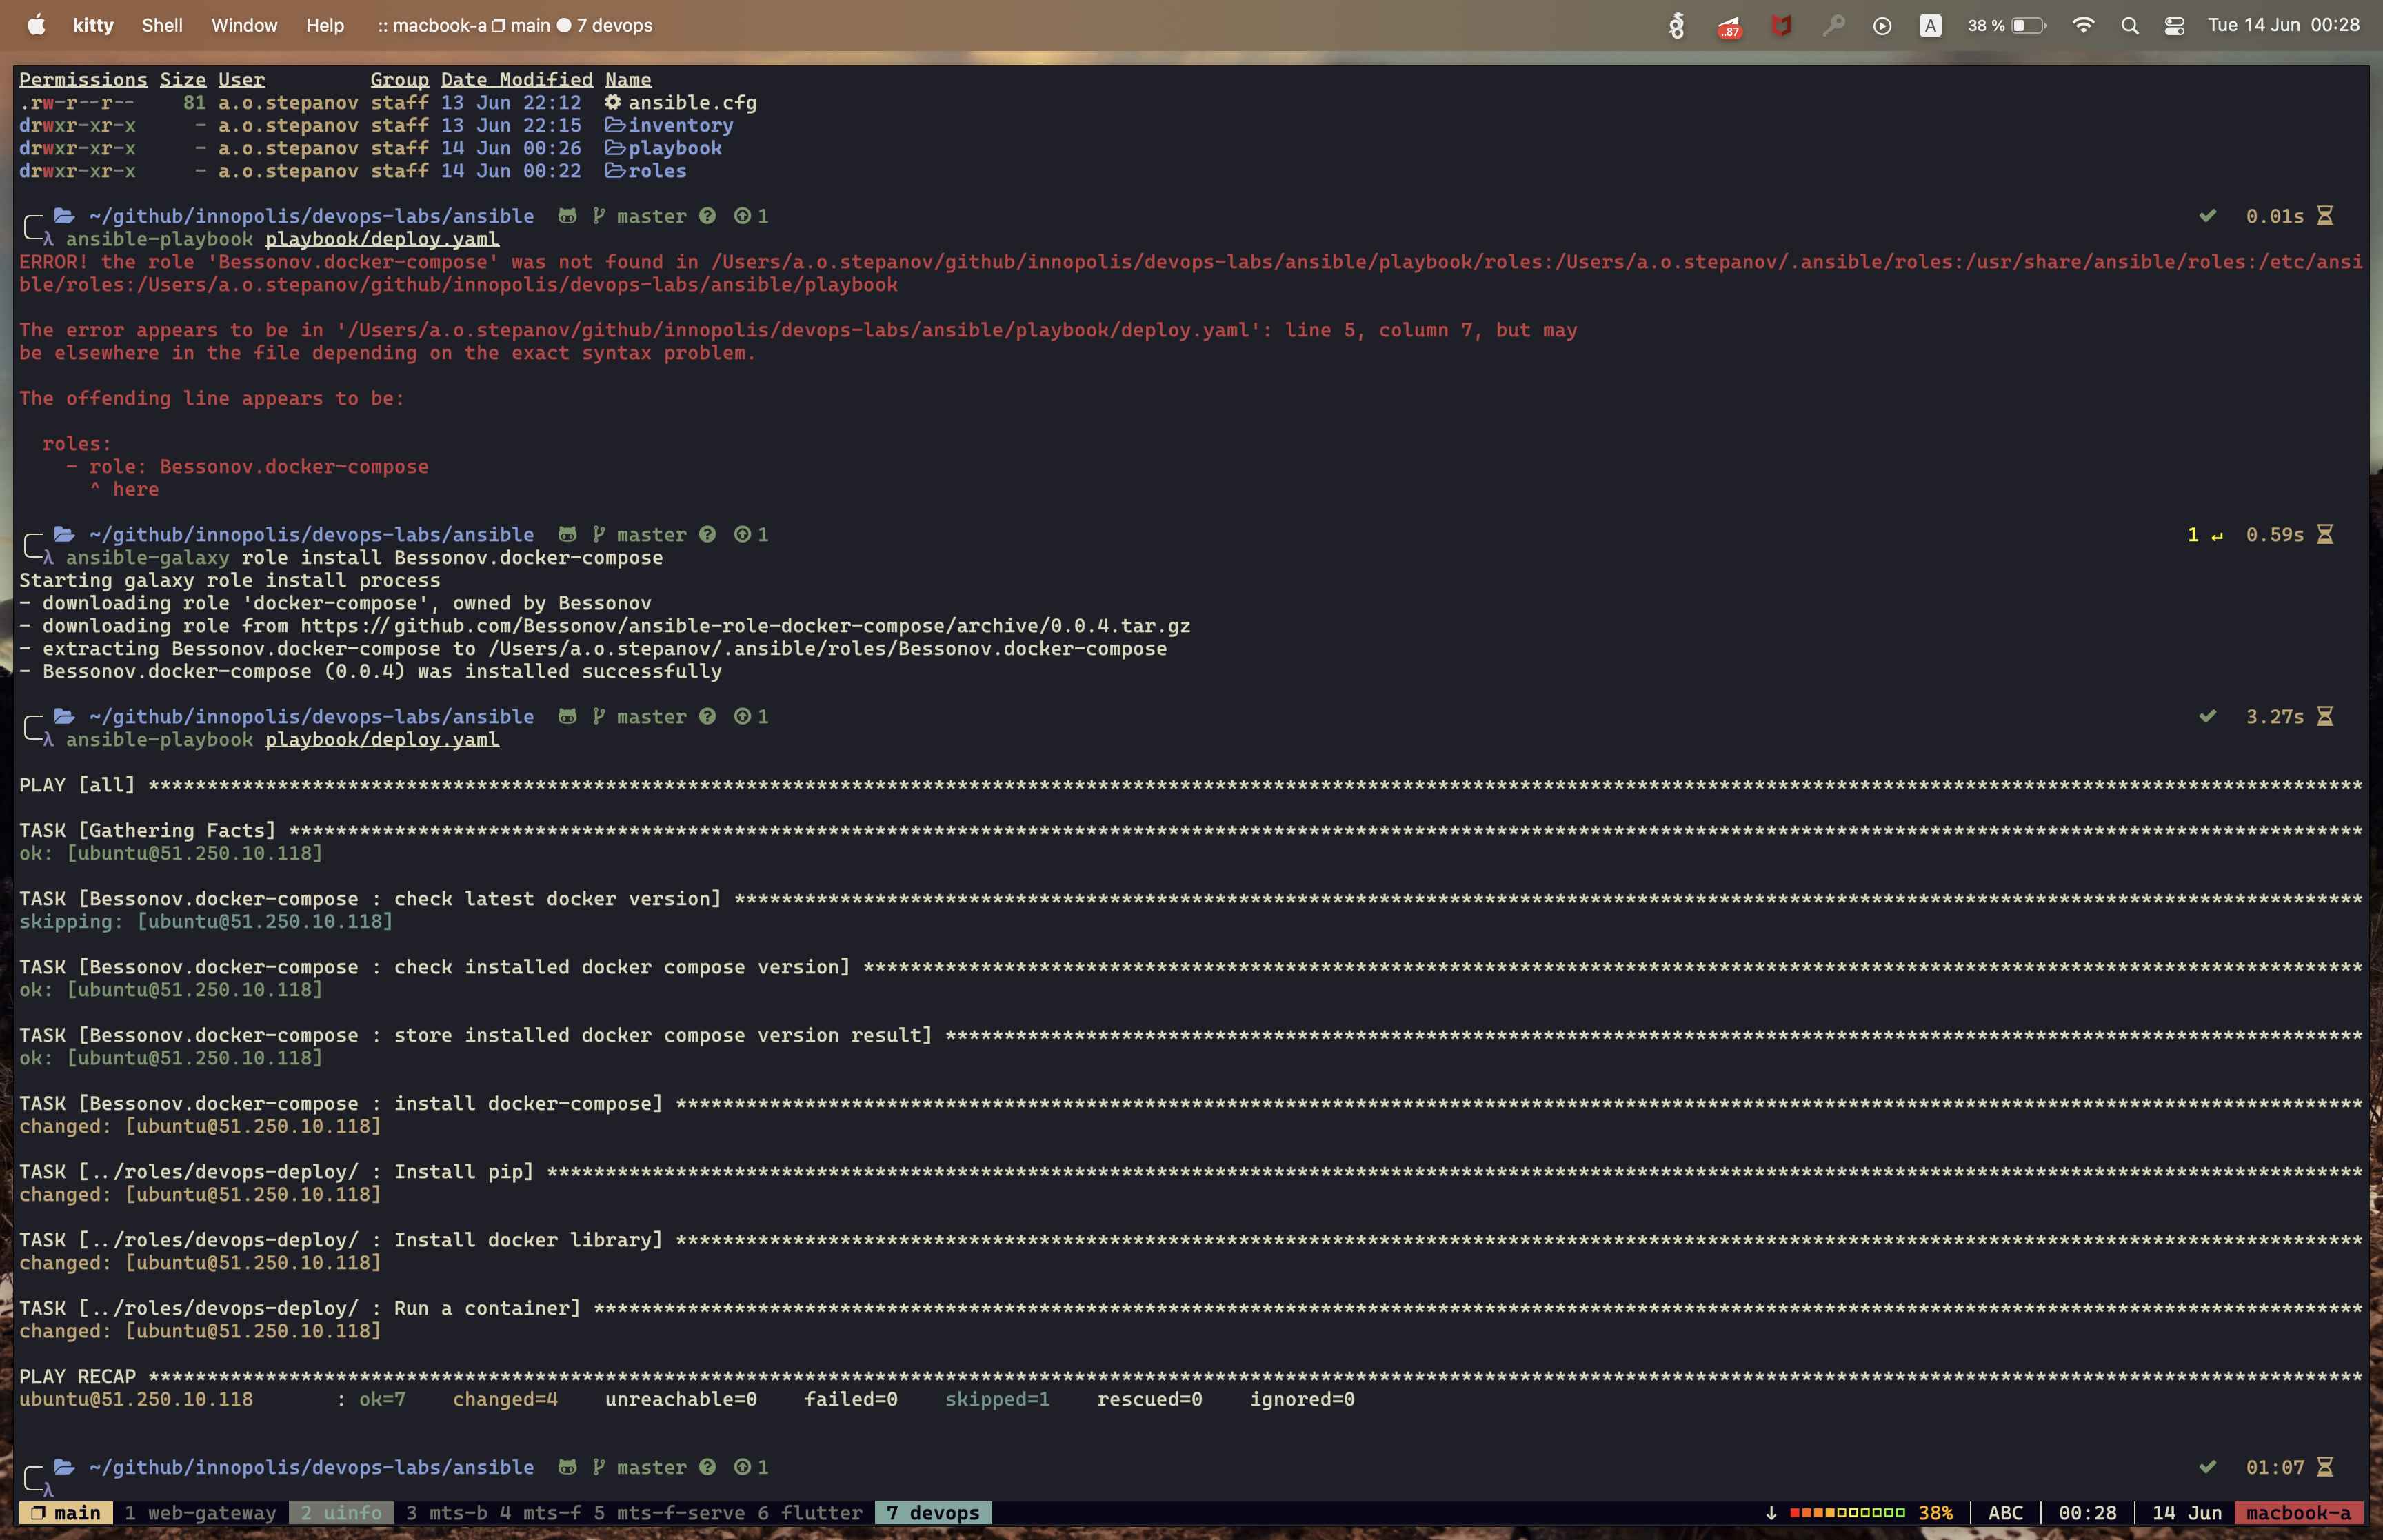 kitty Shell Window Help :: macbook-a main 7 devops ..87 A 38 % Tue 14 Jun 00:28
Permissions Size User Group Date Modified Name
.rw-r--r-- 81 a.o.stepanov staff 13 Jun 22:12 ansible.cfg
drwxr-xr-x - a.o.stepanov staff 13 Jun 22:15 inventory
drwxr-xr-x - a.o.stepanov staff 14 Jun 00:26 playbook
drwxr-xr-x - a.o.stepanov staff 14 Jun 00:22 roles
~/github/innopolis/devops-labs/ansible master ? 1 ✔ 0.01s
λ ansible-playbook playbook/deploy.yaml
ERROR! the role 'Bessonov.docker-compose' was not found in /Users/a.o.stepanov/github/innopolis/devops-labs/ansible/playbook/roles:/Users/a.o.stepanov/.ansible/roles:/usr/share/ansible/roles:/etc/ansi
ble/roles:/Users/a.o.stepanov/github/innopolis/devops-labs/ansible/playbook
The error appears to be in '/Users/a.o.stepanov/github/innopolis/devops-labs/ansible/playbook/deploy.yaml': line 5, column 7, but may
be elsewhere in the file depending on the exact syntax problem.
The offending line appears to be:
roles:
- role: Bessonov.docker-compose
^ here
~/github/innopolis/devops-labs/ansible master ? 1 1 ↵ 0.59s
λ ansible-galaxy role install Bessonov.docker-compose
Starting galaxy role install process
- downloading role 'docker-compose', owned by Bessonov
- downloading role from https://github.com/Bessonov/ansible-role-docker-compose/archive/0.0.4.tar.gz
- extracting Bessonov.docker-compose to /Users/a.o.stepanov/.ansible/roles/Bessonov.docker-compose
- Bessonov.docker-compose (0.0.4) was installed successfully
~/github/innopolis/devops-labs/ansible master ? 1 ✔ 3.27s
λ ansible-playbook playbook/deploy.yaml
PLAY [all] ****
TASK [Gathering Facts] ****
ok: [ubuntu@51.250.10.118]
TASK [Bessonov.docker-compose : check latest docker version] ****
skipping: [ubuntu@51.250.10.118]
TASK [Bessonov.docker-compose : check installed docker compose version] ****
ok: [ubuntu@51.250.10.118]
TASK [Bessonov.docker-compose : store installed docker compose version result] ****
ok: [ubuntu@51.250.10.118]
TASK [Bessonov.docker-compose : install docker-compose] ****
changed: [ubuntu@51.250.10.118]
TASK [../roles/devops-deploy/ : Install pip] ****
changed: [ubuntu@51.250.10.118]
TASK [../roles/devops-deploy/ : Install docker library] ****
changed: [ubuntu@51.250.10.118]
TASK [../roles/devops-deploy/ : Run a container] ****
changed: [ubuntu@51.250.10.118]
PLAY RECAP ****
ubuntu@51.250.10.118 : ok=7 changed=4 unreachable=0 failed=0 skipped=1 rescued=0 ignored=0
~/github/innopolis/devops-labs/ansible master ? 1 ✔ 01:07
λ
main 1 web-gateway 2 uinfo 3 mts-b 4 mts-f 5 mts-f-serve 6 flutter 7 devops ↓ 38% | ABC | 00:28 | 14 Jun macbook-a